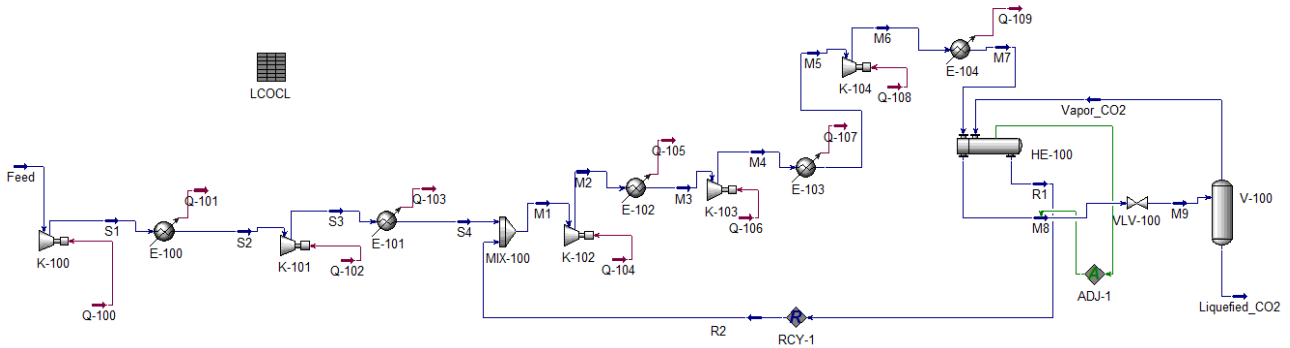 Q-109
M6
M5
M7
E-104
K-104
LCOCL
Q-108
Vapor_CO2
Q-107
Q-105
HE-100
M4
Feed
M2
E-103
Q-101
Q-103
R1
V-100
M3
K-103
S1
S3
S4
M1
E-102
M8
VLV-100
M9
E-100
S2
E-101
Q-106
K-100
K-101
MIX-100
K-102
Q-102
Q-104
A
ADJ-1
Q-100
Liquefied_CO2
R
R2
RCY-1